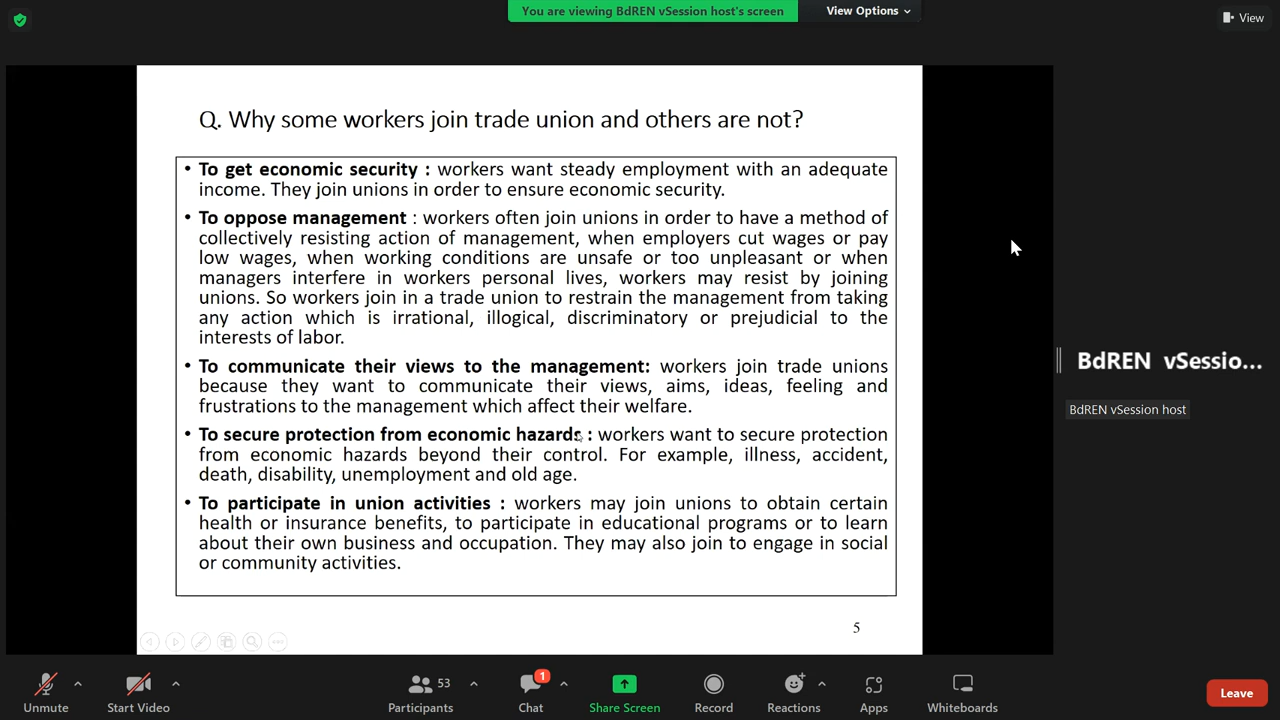 You are viewing BdREN vSession host's screen
View Options
View
Q. Why some workers join trade union and others are not?
• To get economic security : workers want steady employment with an adequate
income. They join unions in order to ensure economic security.
• To oppose management : workers often join unions in order to have a method of
collectively resisting action of management, when employers cut wages or pay
low wages, when working conditions are unsafe or too unpleasant or when
managers interfere in workers personal lives, workers may resist by joining
unions. So workers join in a trade union to restrain the management from taking
any action which is irrational, illogical, discriminatory or prejudicial to the
interests of labor.
• To communicate their views to the management: workers join trade unions
because they want to communicate their views, aims, ideas, feeling and
frustrations to the management which affect their welfare.
• To secure protection from economic hazards : workers want to secure protection
from economic hazards beyond their control. For example, illness, accident,
death, disability, unemployment and old age.
• To participate in union activities : workers may join unions to obtain certain
health or insurance benefits, to participate in educational programs or to learn
about their own business and occupation. They may also join to engage in social
or community activities.
5
BdREN vSessio...
BdREN vSession host
53
1
Unmute
Start Video
Participants
Chat
Share Screen
Record
Reactions
Apps
Whiteboards
Leave